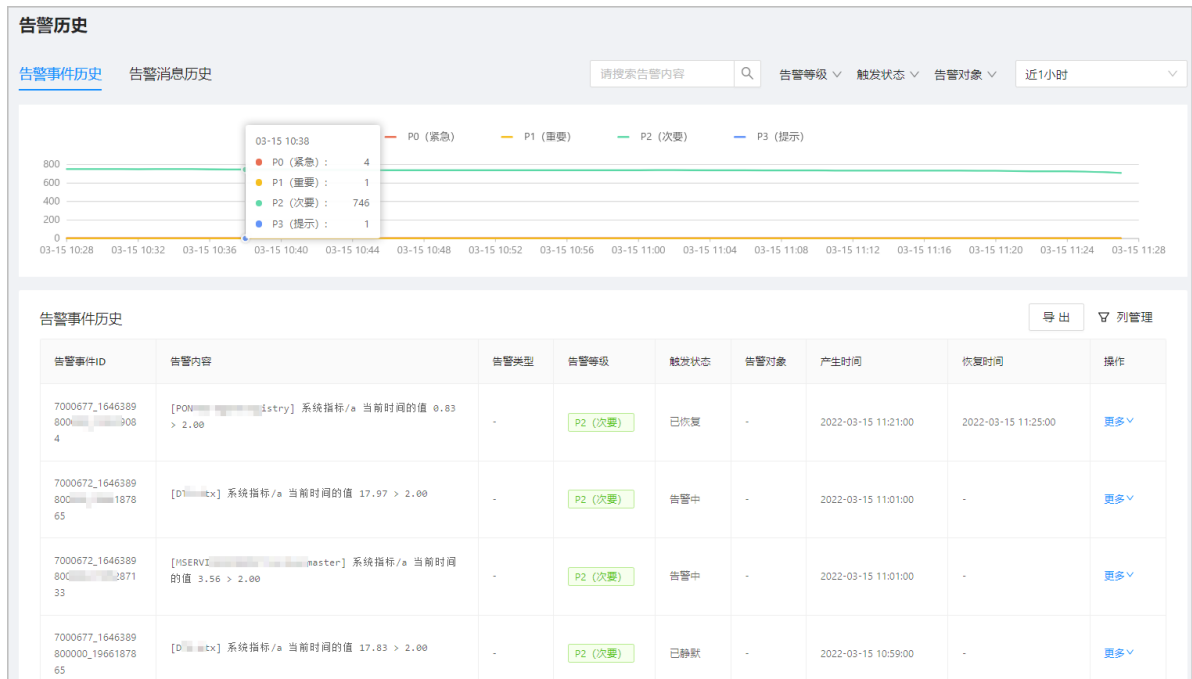 告警历史
告警事件历史 告警消息历史 请搜索告警内容 告警等级 触发状态 告警对象 近1小时
P0（紧急） P1（重要） P2（次要） P3（提示）
03-15 10:38
P0（紧急）： 4
P1（重要）： 1
P2（次要）： 746
P3（提示）： 1
800
600
400
200
0
03-15 10:28 03-15 10:32 03-15 10:36 03-15 10:40 03-15 10:44 03-15 10:48 03-15 10:52 03-15 10:56 03-15 11:00 03-15 11:04 03-15 11:08 03-15 11:12 03-15 11:16 03-15 11:20 03-15 11:24 03-15 11:28
告警事件历史 导出 列管理
告警事件ID 告警内容 告警类型 告警等级 触发状态 告警对象 产生时间 恢复时间 操作
7000677_1646389
800 908
4
[PON istry] 系统指标/a 当前时间的值 0.83
> 2.00
- P2（次要） 已恢复 - 2022-03-15 11:21:00 2022-03-15 11:25:00 更多
7000672_1646389
800 1878
65
[D tx] 系统指标/a 当前时间的值 17.97 > 2.00
- P2（次要） 告警中 - 2022-03-15 11:01:00 - 更多
7000672_1646389
800 2871
33
[MSERVI master] 系统指标/a 当前时间
的值 3.56 > 2.00
- P2（次要） 告警中 - 2022-03-15 11:01:00 - 更多
7000677_1646389
800000_19661878
65
[D tx] 系统指标/a 当前时间的值 17.83 > 2.00
- P2（次要） 已静默 - 2022-03-15 10:59:00 - 更多